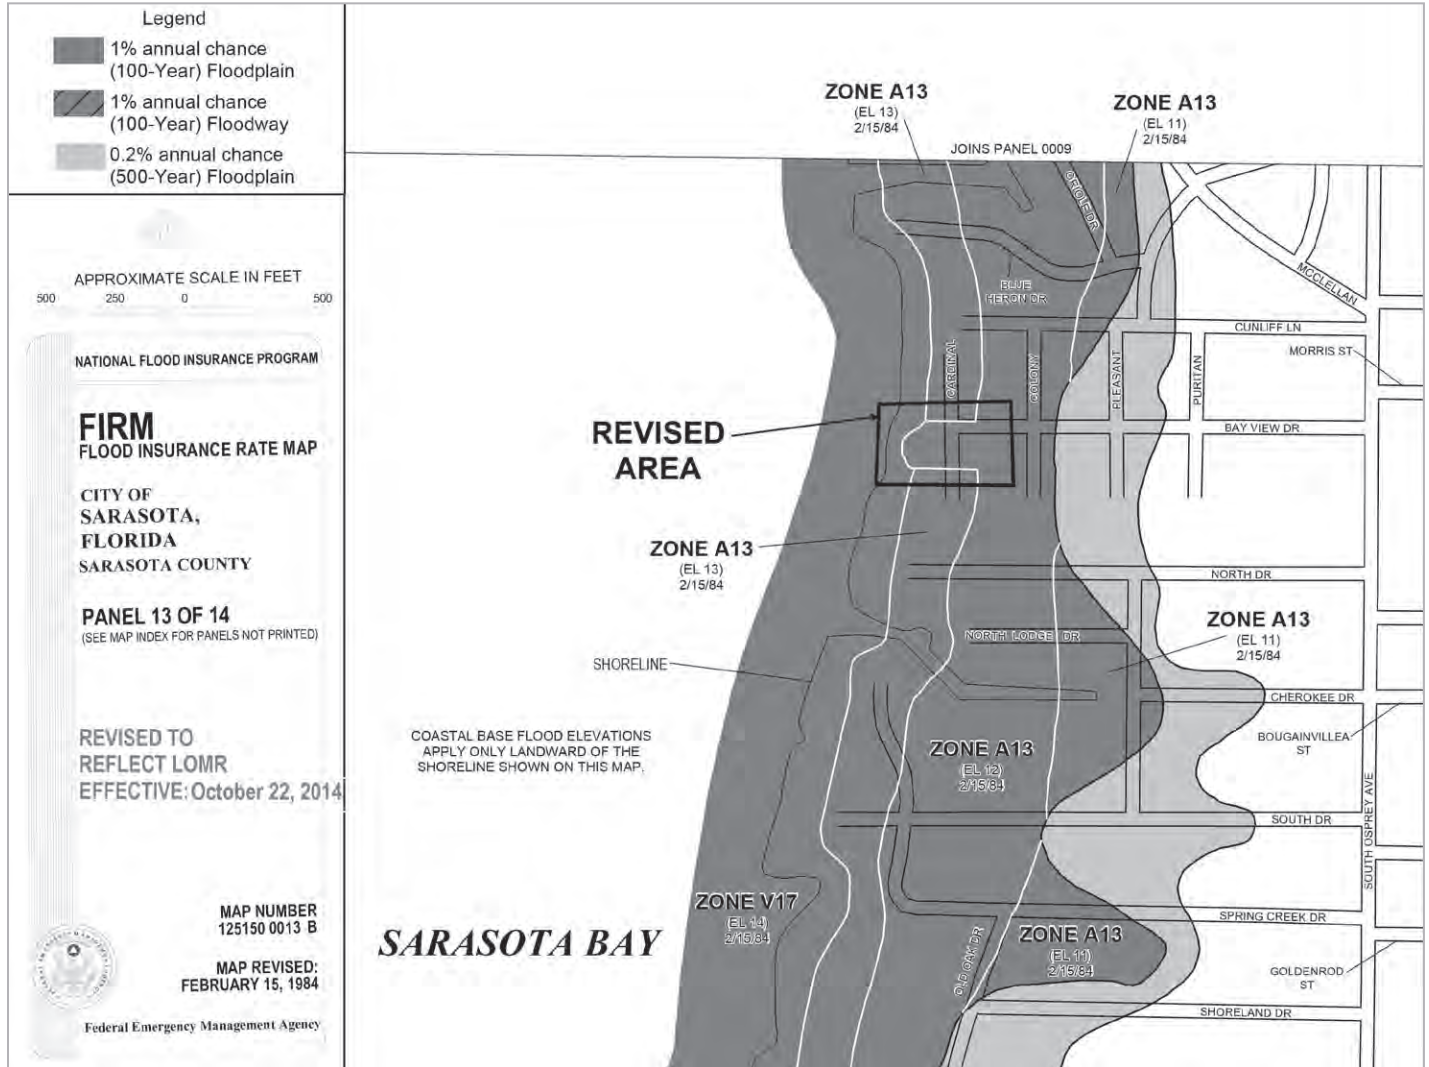 Legend
1% annual chance
(100-Year) Floodplain
1% annual chance
(100-Year) Floodway
0.2% annual chance
(500-Year) Floodplain
APPROXIMATE SCALE IN FEET
500 250 0 500
NATIONAL FLOOD INSURANCE PROGRAM
FIRM
FLOOD INSURANCE RATE MAP
CITY OF
SARASOTA,
FLORIDA
SARASOTA COUNTY
PANEL 13 OF 14
(SEE MAP INDEX FOR PANELS NOT PRINTED)
REVISED TO
REFLECT LOMR
EFFECTIVE: October 22, 2014
MAP NUMBER
125150 0013 B
MAP REVISED:
FEBRUARY 15, 1984
Federal Emergency Management Agency
ZONE A13
(EL 13)
2/15/84
ZONE A13
(EL 11)
2/15/84
JOINS PANEL 0009
ORIOLE DR
BLUE
HERON DR
MCCLELLAN
CUNLIFF LN
MORRIS ST
CARDINAL
COLONY
PLEASANT
PURITAN
REVISED
AREA
BAY VIEW DR
ZONE A13
(EL 13)
2/15/84
NORTH DR
ZONE A13
(EL 11)
2/15/84
NORTH LODGE DR
SHORELINE
CHEROKEE DR
COASTAL BASE FLOOD ELEVATIONS
APPLY ONLY LANDWARD OF THE
SHORELINE SHOWN ON THIS MAP.
BOUGAINVILLEA
ST
ZONE A13
(EL 12)
2/15/84
SOUTH DR
SOUTH OSPREY AVE
ZONE V17
(EL 14)
2/15/84
SARASOTA BAY
SPRING CREEK DR
ZONE A13
(EL 11)
2/15/84
OLD OAK DR
GOLDENROD
ST
SHORELAND DR